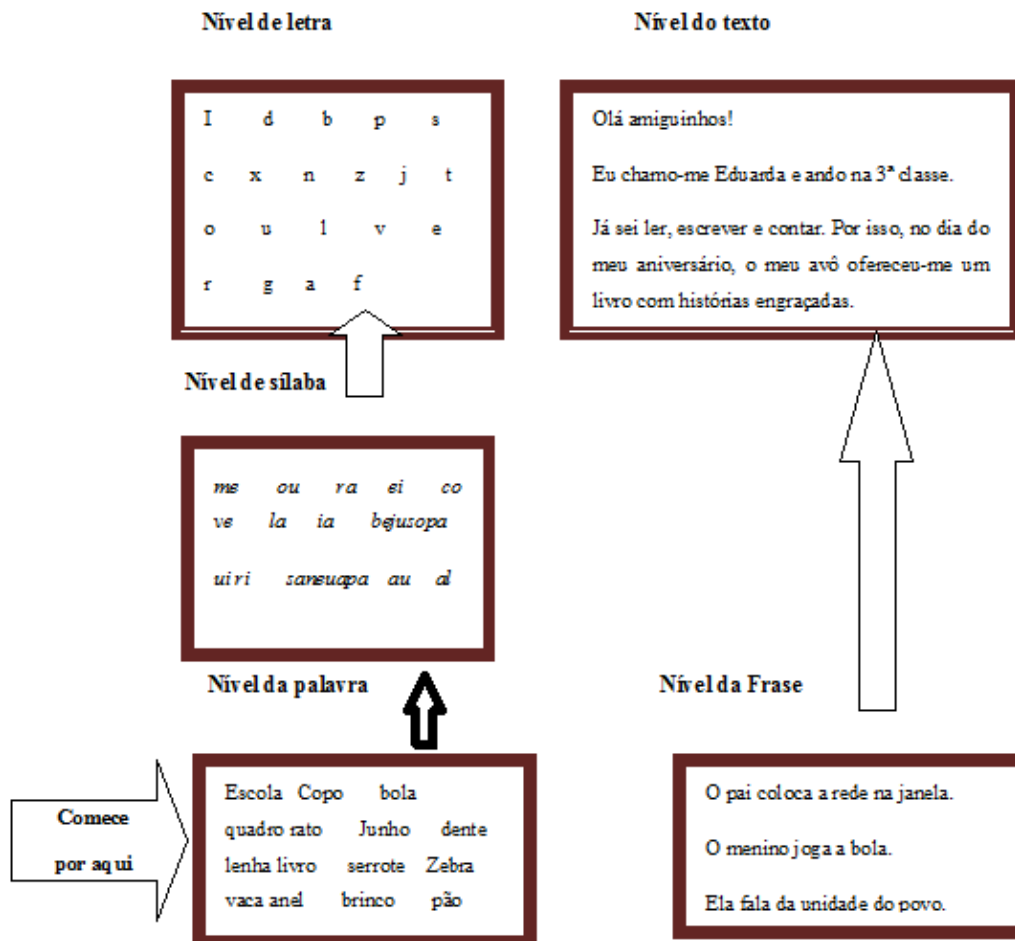 Nível de letra
I d b p s
c x n z j t
o u l v e
r g a f
Nível de sílaba
me ou ra ei co
ve la ia bejusopa
uiri saneuapa au al
Nível da palavra
Comece
por aqui
Escola Copo bola
quadro rato Junho dente
lenha livro serrote Zebra
vaca anel brinco pão
Nível do texto
Olá amiguinhos!
Eu chamo-me Eduarda e ando na 3ª classe.
Já sei ler, escrever e contar. Por isso, no dia do
meu aniversário, o meu avô ofereceu-me um
livro com histórias engraçadas.
Nível da Frase
O pai coloca a rede na janela.
O menino joga a bola.
Ela fala da unidade do povo.